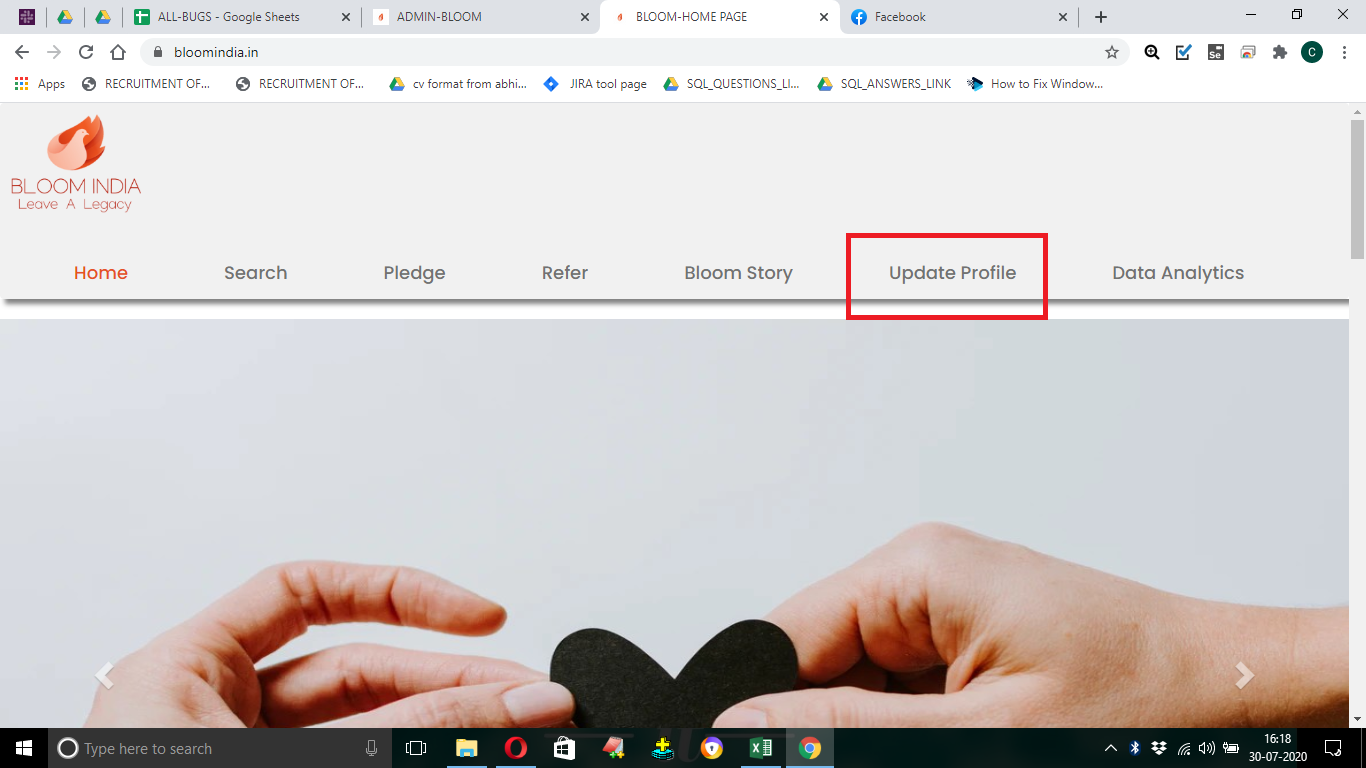 ALL-BUGS - Google Sheets
ADMIN-BLOOM
BLOOM-HOME PAGE
Facebook
bloomindia.in
C
Apps
RECRUITMENT OF...
RECRUITMENT OF...
cv format from abhi...
JIRA tool page
SQL_QUESTIONS_LI...
SQL_ANSWERS_LINK
How to Fix Window...
BLOOM INDIA
Leave A Legacy
Home
Search
Pledge
Refer
Bloom Story
Update Profile
Data Analytics
Type here to search
16:18
30-07-2020